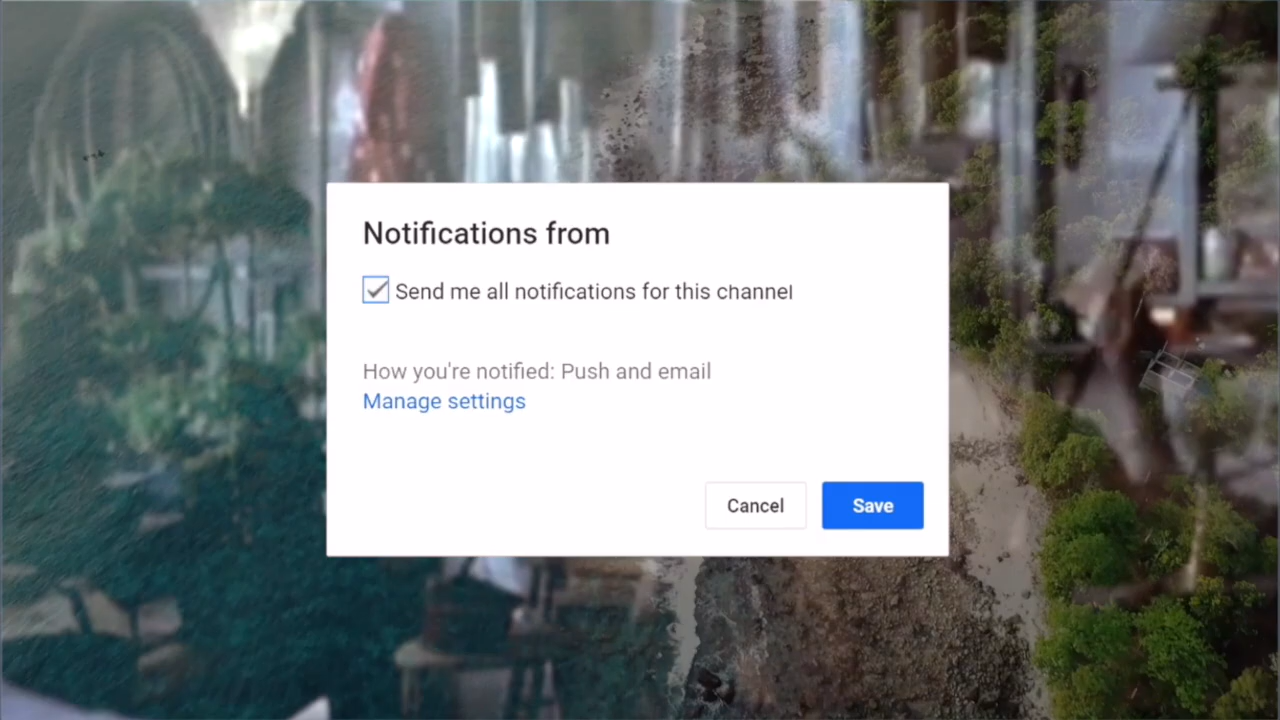 Notifications from
Send me all notifications for this channel
How you're notified: Push and email
Manage settings
Cancel
Save